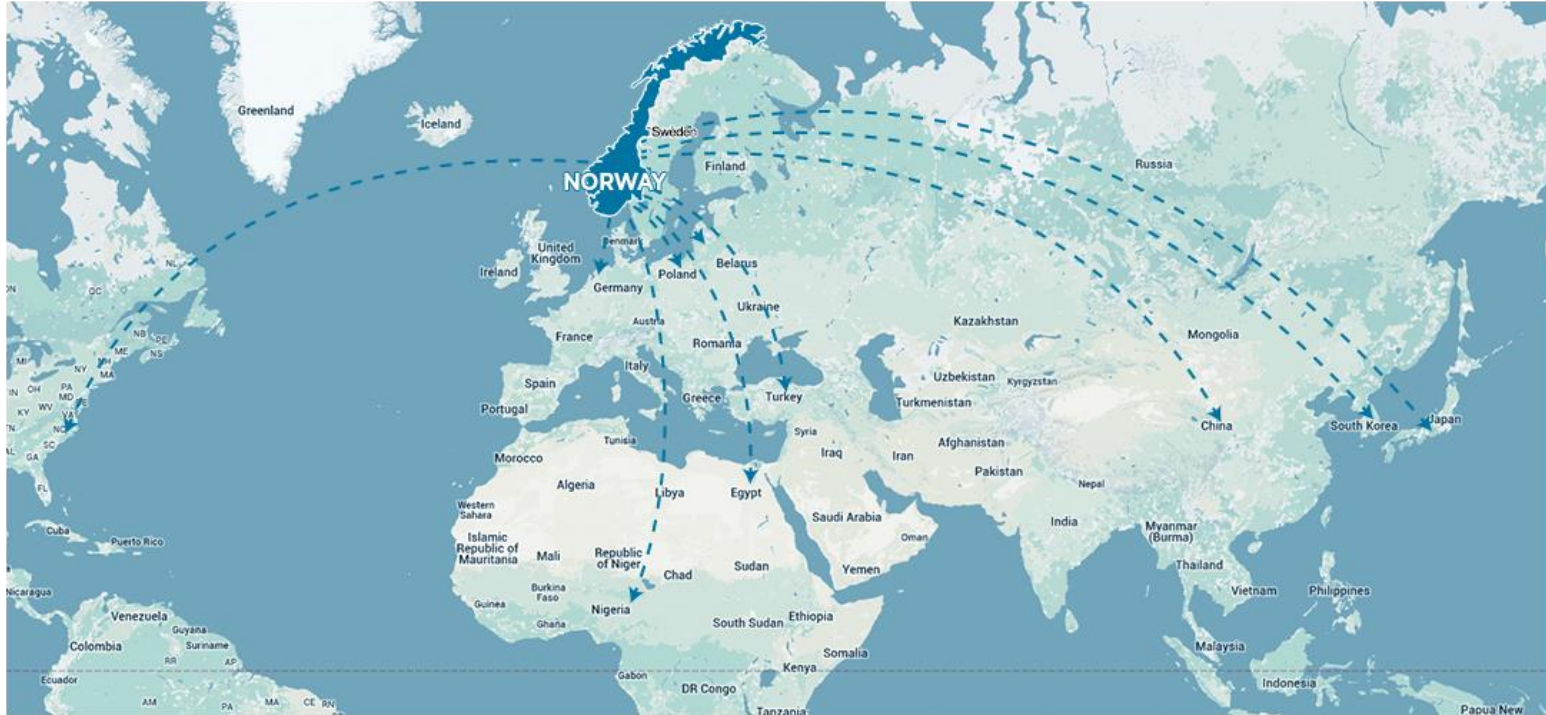 Greenland
Iceland
Sweden
Finland
Russia
NORWAY
Denmark
United
Kingdom
Ireland
Belarus
Poland
Germany
NL
ON
QC
Ukraine
Kazakhstan
Austria
France
Romania
Mongolia
NB
PE
ME
NS
MI
NH
NY
MA
Italy
Uzbekistan
Kyrgyzstan
Spain
OH
PA
IN
MD
Turkmenistan
Greece
Turkey
Portugal
KY
WV
VA
DE
China
South Korea
Japan
TN
NC
Syria
Tunisia
Afghanistan
SC
Iraq
Iran
AL
GA
Morocco
Pakistan
Algeria
Libya
Egypt
Nepal
FL
Western
Sahara
Saudi Arabia
India
Cuba
Myanmar
(Burma)
Oman
Puerto Rico
Islamic
Republic of
Mauritania
Mali
Republic
of Niger
Chad
Sudan
Yemen
Thailand
Nicaragua
Burkina
Faso
Vietnam
Philippines
Guinea
Nigeria
Venezuela
Ethiopia
Ghana
South Sudan
Guyana
Suriname
Colombia
Malaysia
Somalia
RR
AP
Kenya
Ecuador
Gabon
DR Congo
Indonesia
AM
PA
MA
CE
RN
Tanzania
Papua New